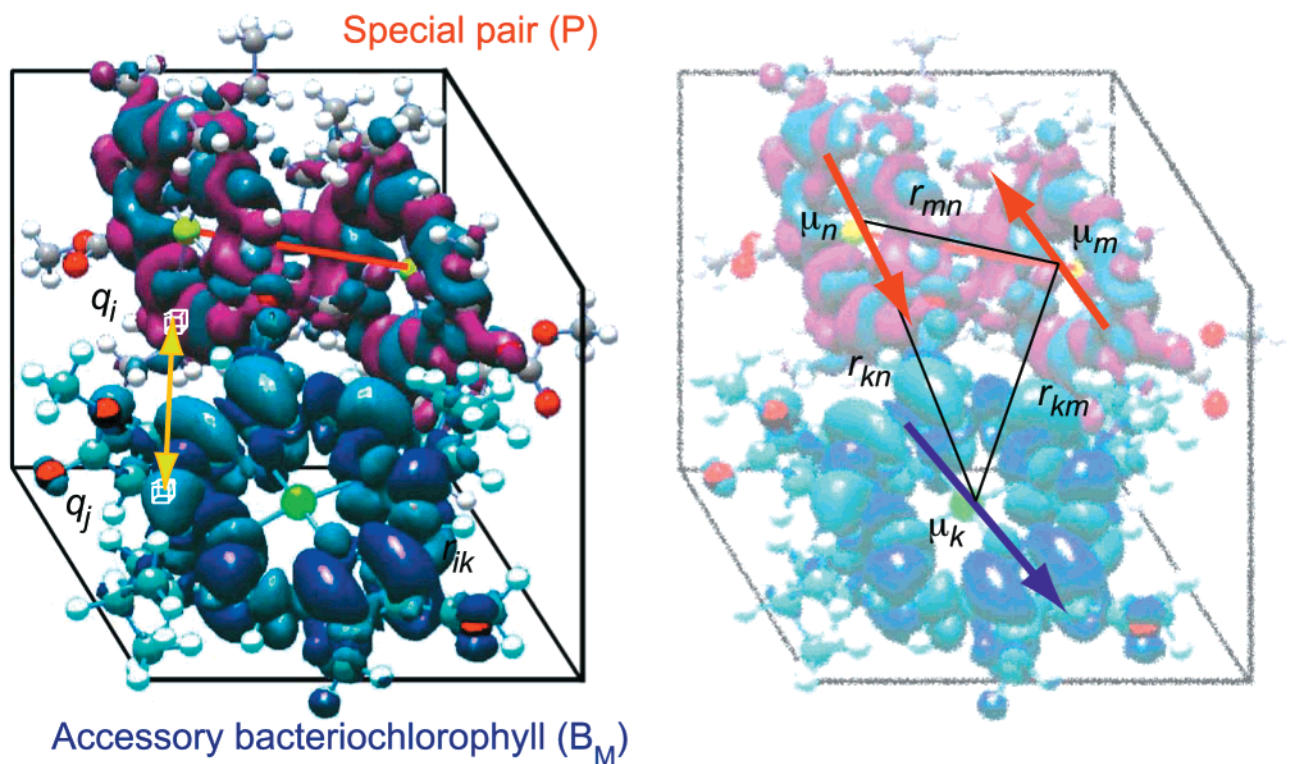 Special pair (P)
q_i
q_j
r_ik
Accessory bacteriochlorophyll (B_M)
μ_n
r_mn
μ_m
r_kn
r_km
μ_k